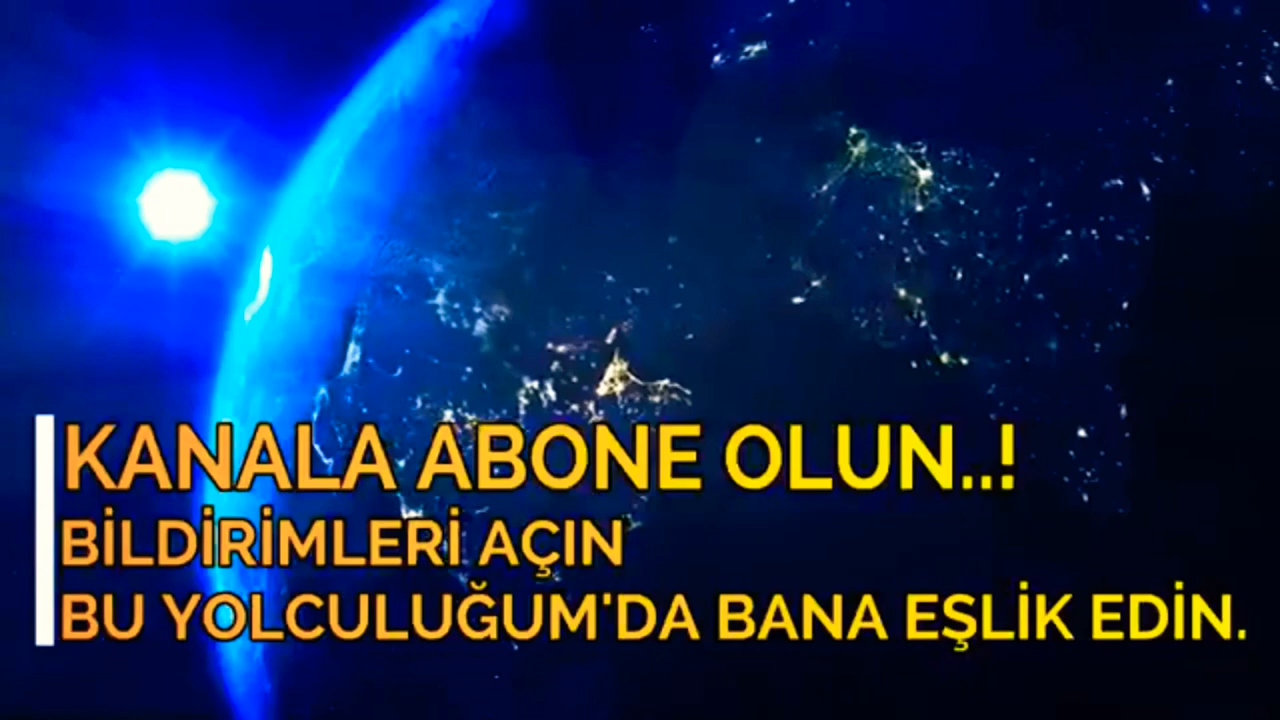 KANALA ABONE OLUN..!
BİLDİRİMLERİ AÇIN
BU YOLCULUĞUM'DA BANA EŞLİK EDİN.